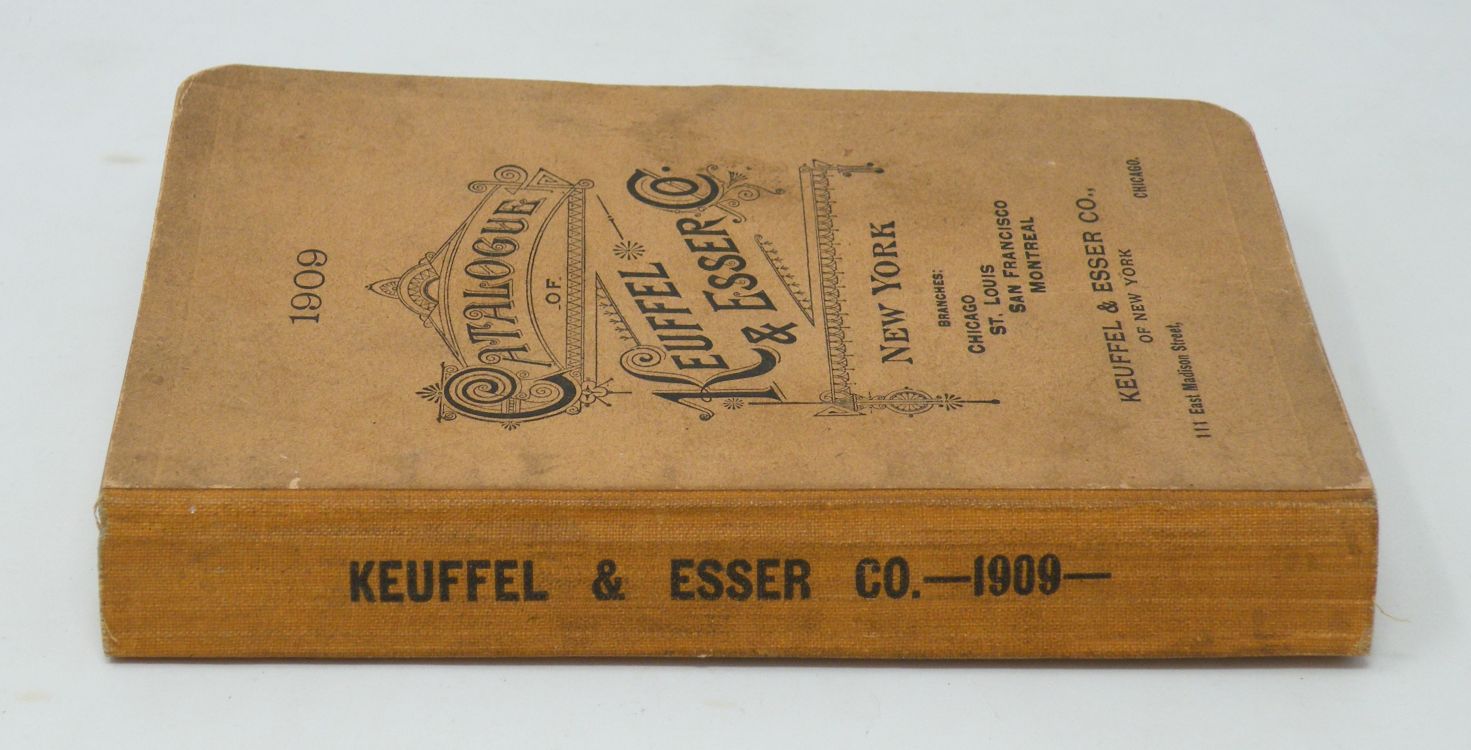 1909
CATALOGUE
OF
KEUFFEL
& ESSER CO.
NEW YORK
BRANCHES:
CHICAGO
ST. LOUIS
SAN FRANCISCO
MONTREAL
KEUFFEL & ESSER CO.,
OF NEW YORK
111 East Madison Street, CHICAGO.
KEUFFEL & ESSER CO.—1909—